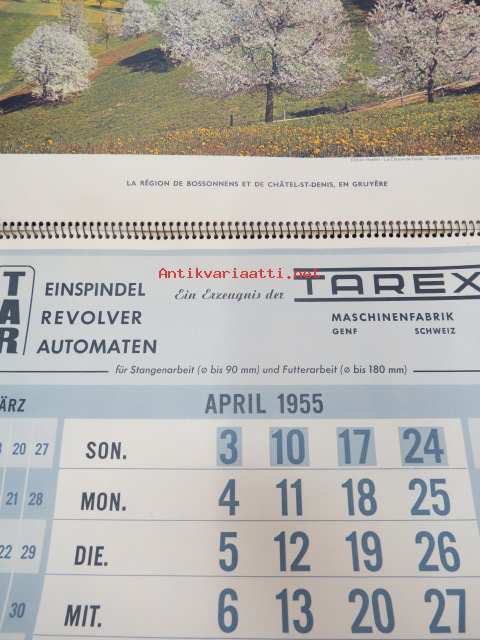 LA RÉGION DE BOSSONNENS ET DE CHÂTEL-ST-DENIS, EN GRUYÈRE
Antikvariaatti.net
TAR
EINSPINDEL
REVOLVER
AUTOMATEN
Ein Erzeugnis der TAREX
MASCHINENFABRIK
GENF SCHWEIZ
für Stangenarbeit (ø bis 90 mm) und Futterarbeit (ø bis 180 mm)
ÄRZ APRIL 1955
20 27 SON. 3 10 17 24
21 28 MON. 4 11 18 25
22 29 DIE. 5 12 19 26
30 MIT. 6 13 20 27